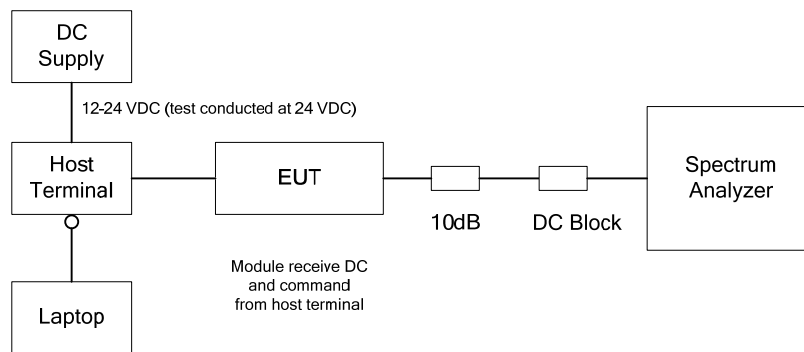 DC
Supply
12-24 VDC (test conducted at 24 VDC)
Host
Terminal
EUT
Spectrum
Analyzer
10dB
DC Block
Module receive DC
and command
from host terminal
Laptop